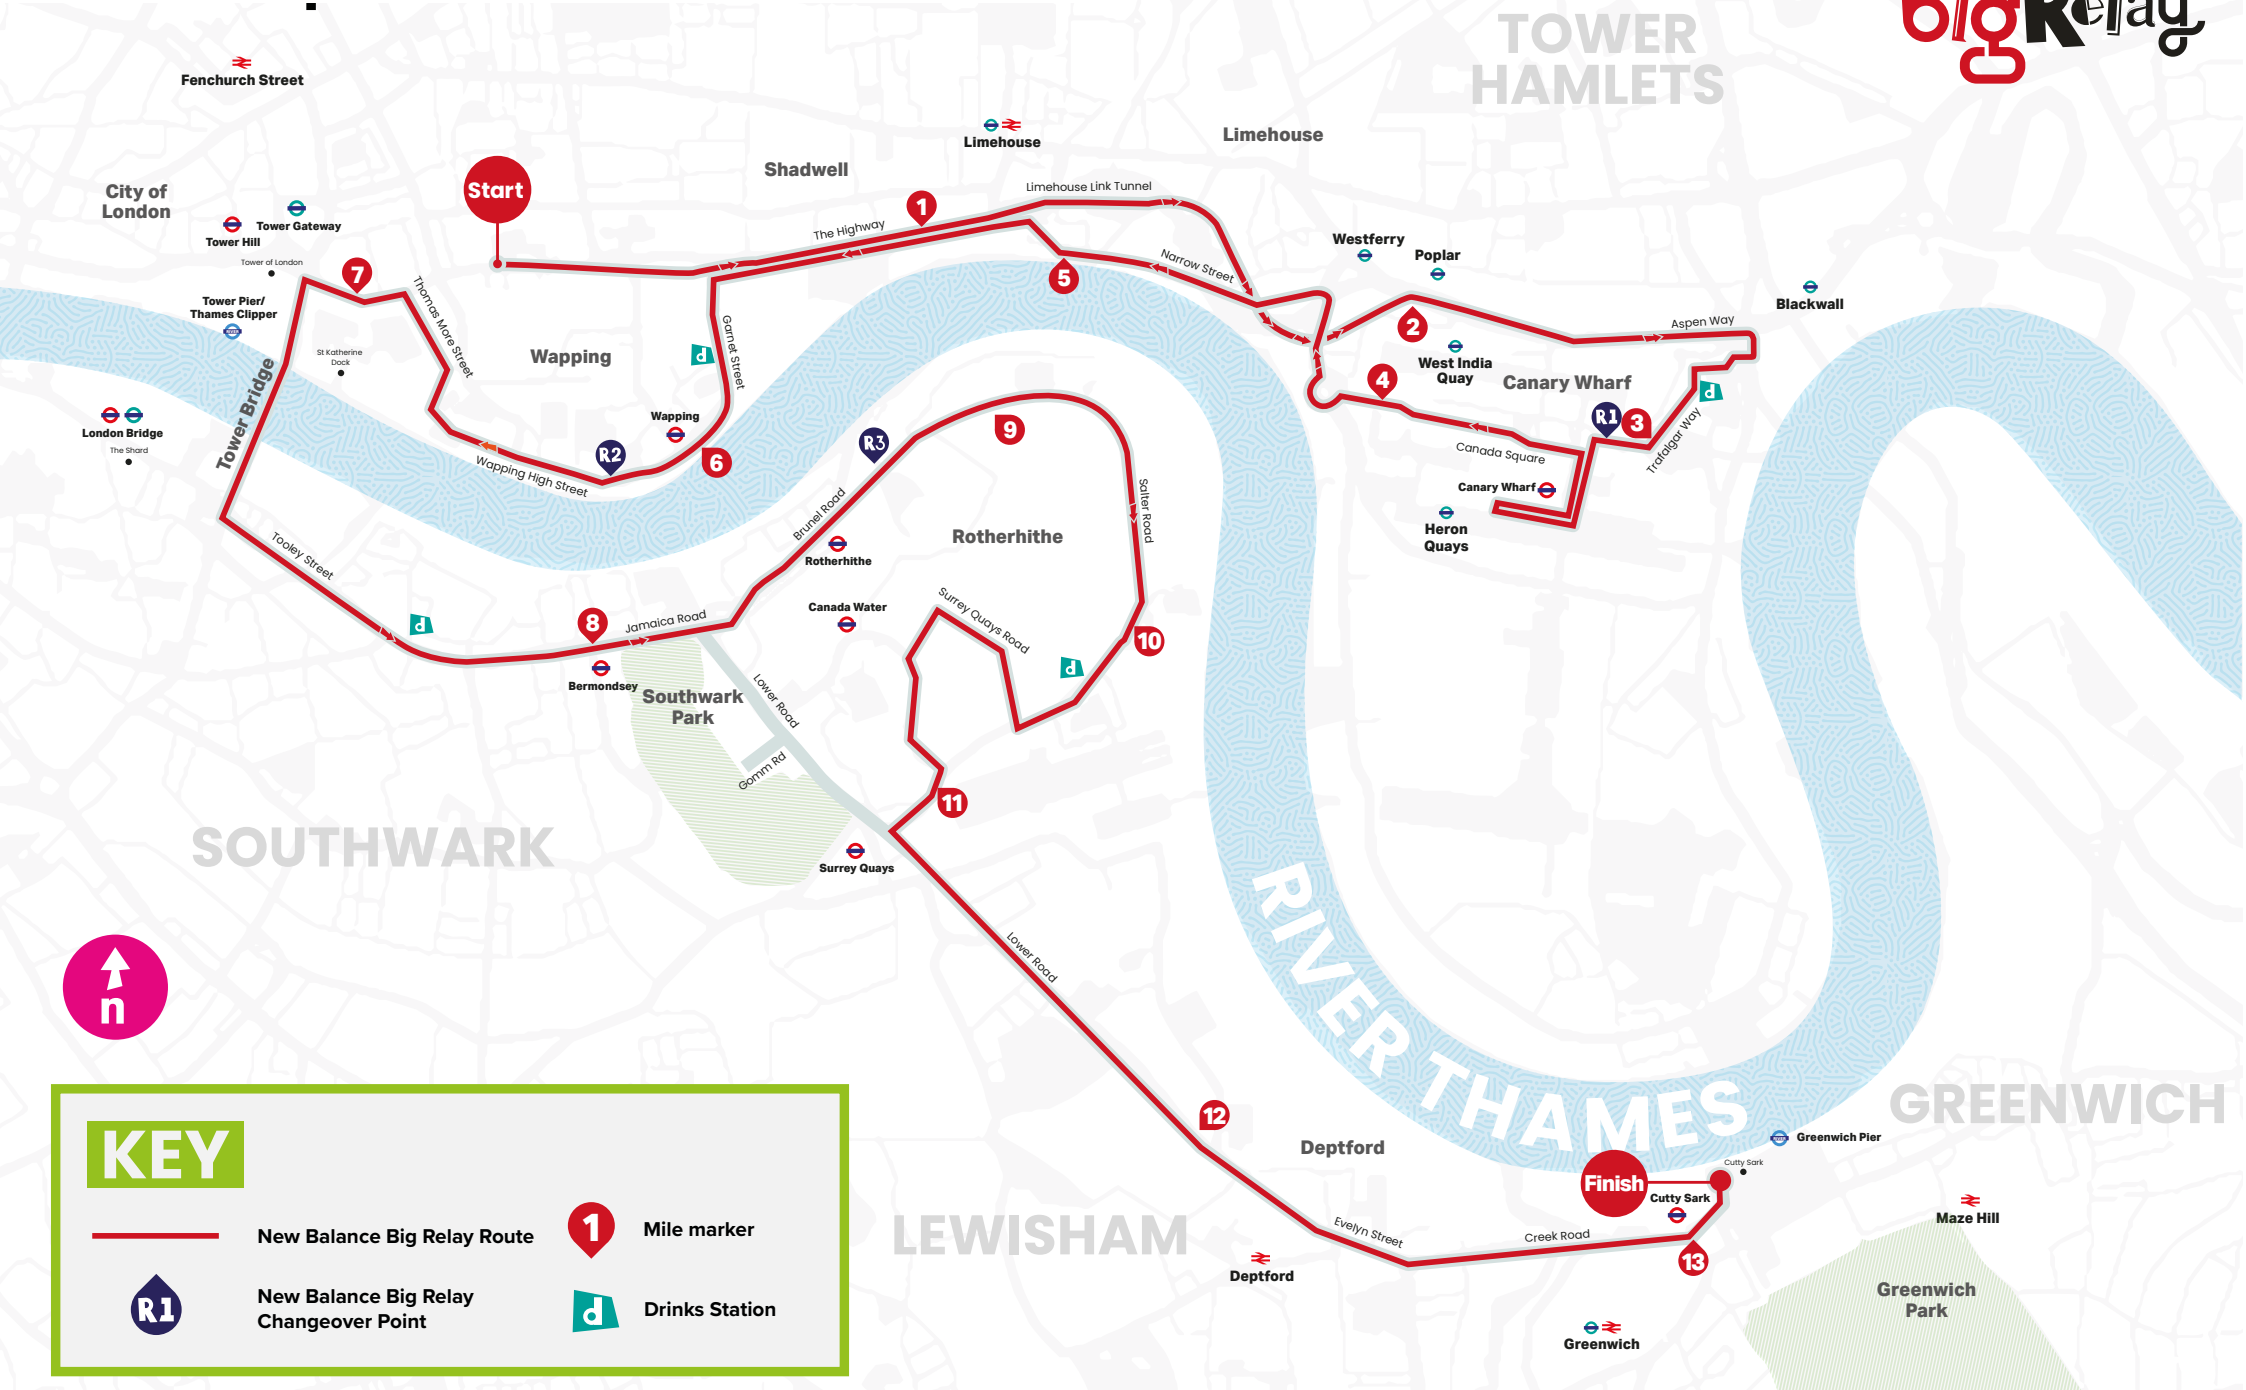 big Relay
TOWER
HAMLETS
Fenchurch Street
Limehouse
Limehouse
Shadwell
City of
London
Start
Tower Gateway
Tower Hill
Tower of London
Limehouse Link Tunnel
1
The Highway
7
Thomas More Street
5
Narrow Street
Westferry
Poplar
Blackwall
Tower Pier/
Thames Clipper
RIVER
St Katherine
Dock
Wapping
d
Garnet Street
2
West India
Quay
Aspen Way
Canary Wharf
4
d
R1
3
Trafalgar Way
Canada Square
Canary Wharf
Heron
Quays
London Bridge
The Shard
Tower Bridge
Wapping
R2
6
Wapping High Street
R3
9
Brunel Road
Salter Road
Rotherhithe
Rotherhithe
Tooley Street
d
8
Jamaica Road
Canada Water
Surrey Quays Road
d
10
Bermondsey
Southwark
Park
Lower Road
Gomm Rd
11
SOUTHWARK
Surrey Quays
Lower Road
RIVER THAMES
n
12
Deptford
GREENWICH
RIVER
Greenwich Pier
Cutty Sark
Finish
Cutty Sark
Maze Hill
LEWISHAM
Evelyn Street
Creek Road
13
Deptford
Greenwich
Greenwich
Park
KEY
New Balance Big Relay Route
1
Mile marker
R1
New Balance Big Relay
Changeover Point
d
Drinks Station